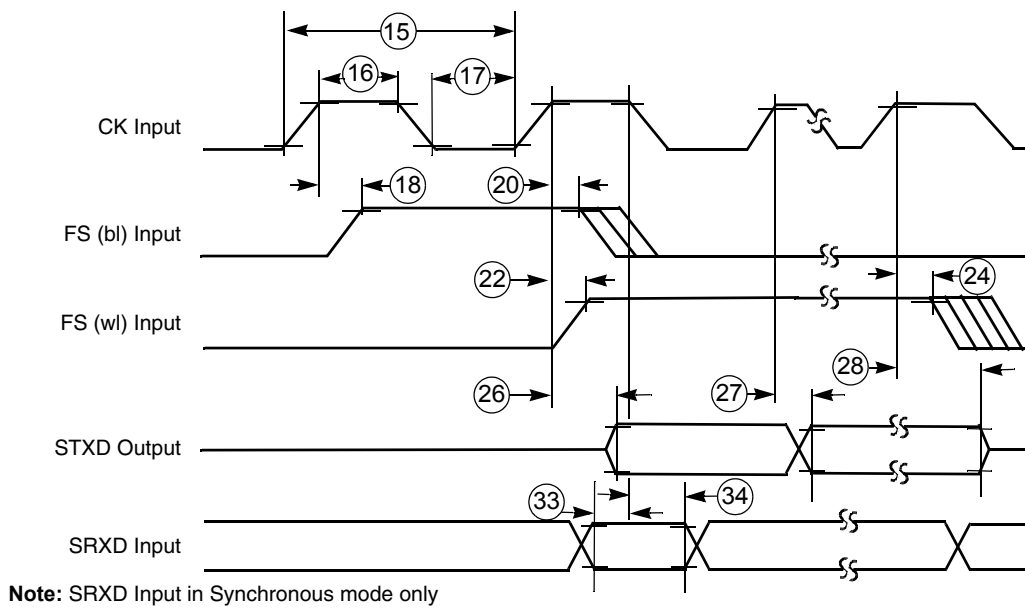 15
16
17
CK Input
18
20
FS (bl) Input
22
24
FS (wl) Input
26
27
28
STXD Output
33
34
SRXD Input
Note: SRXD Input in Synchronous mode only